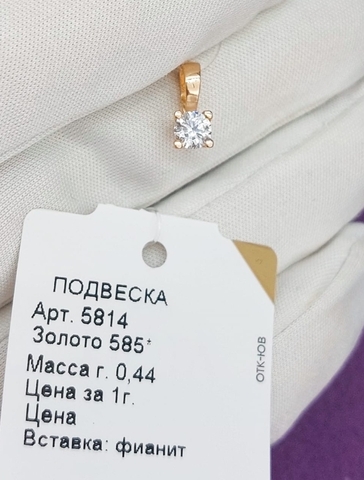 ПОДВЕСКА
Арт. 5814
Золото 585*
Масса г. 0,44
Цена за 1г.
Цена
Вставка: фианит
ОТК-ЮВ